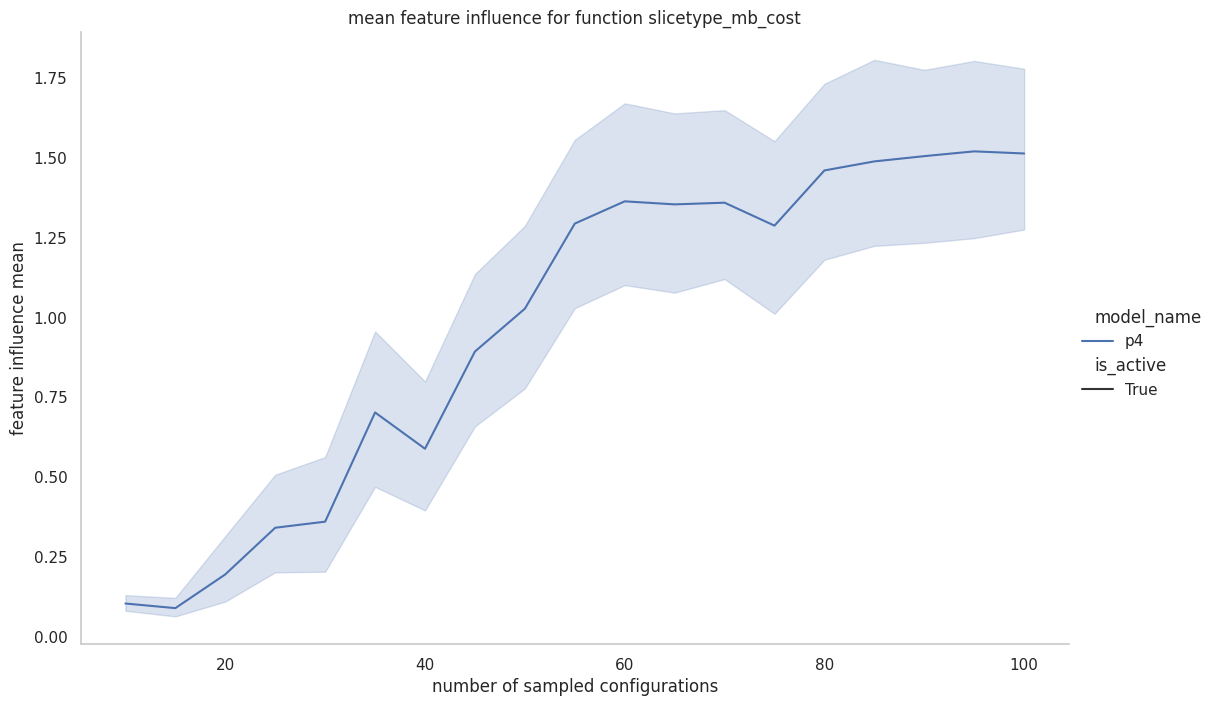 mean feature influence for function slicetype_mb_cost
1.75
1.50
1.25
1.00
0.75
0.50
0.25
0.00
feature influence mean
20
40
60
80
100
number of sampled configurations
model_name
p4
is_active
True